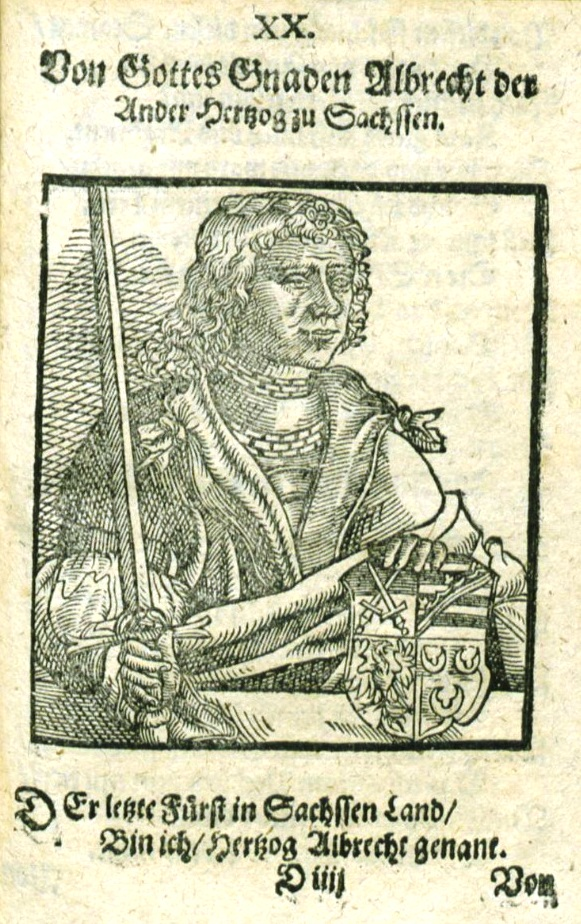 XX.
Von Gottes Gnaden Albrecht der
Ander Hertzog zu Sachssen.
DEr letzte Fürst in Sachssen Land/
Bin ich/ Hertzog Albrecht genant.
D iiij
Von